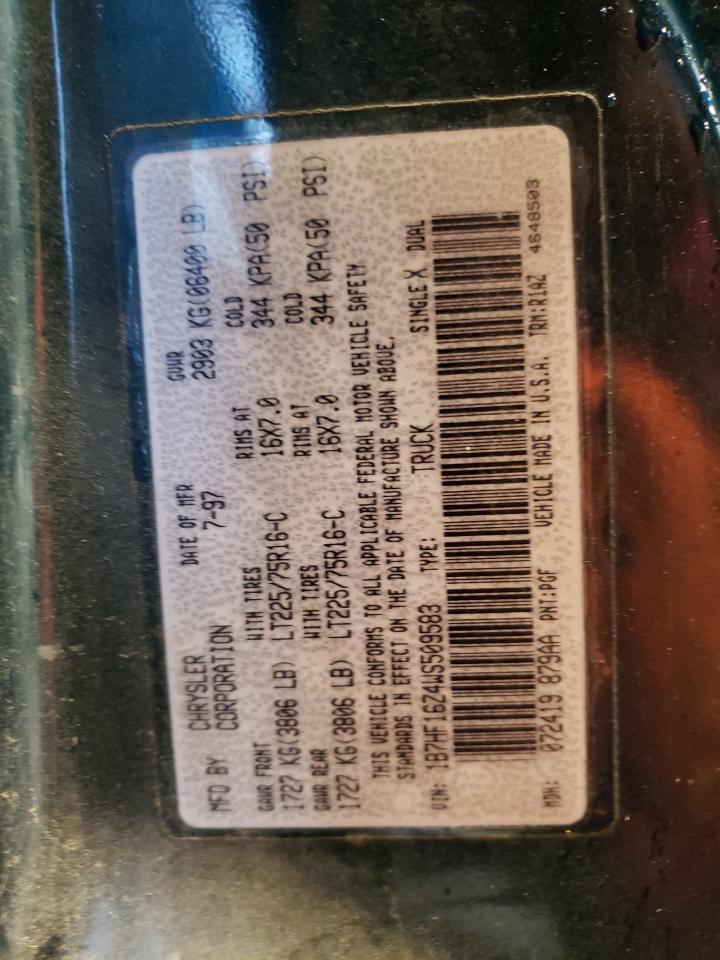 MFD BY CHRYSLER CORPORATION DATE OF MFR 7-97 GVWR 2903 KG(06400 LB)
GAWR FRONT WITH TIRES RIMS AT COLD
1727 KG(3806 LB) LT225/75R16-C 16X7.0 344 KPA(50 PSI)
GAWR REAR WITH TIRES RIMS AT COLD
1727 KG(3806 LB) LT225/75R16-C 16X7.0 344 KPA(50 PSI)
THIS VEHICLE CONFORMS TO ALL APPLICABLE FEDERAL MOTOR VEHICLE SAFETY
STANDARDS IN EFFECT ON THE DATE OF MANUFACTURE SHOWN ABOVE.
VIN: 1B7HF16Z4WS509583 TYPE: TRUCK SINGLE X DUAL
MDH: 072419 879AA PNT:PGF VEHICLE MADE IN U.S.A. TRM:R1AZ 4648503